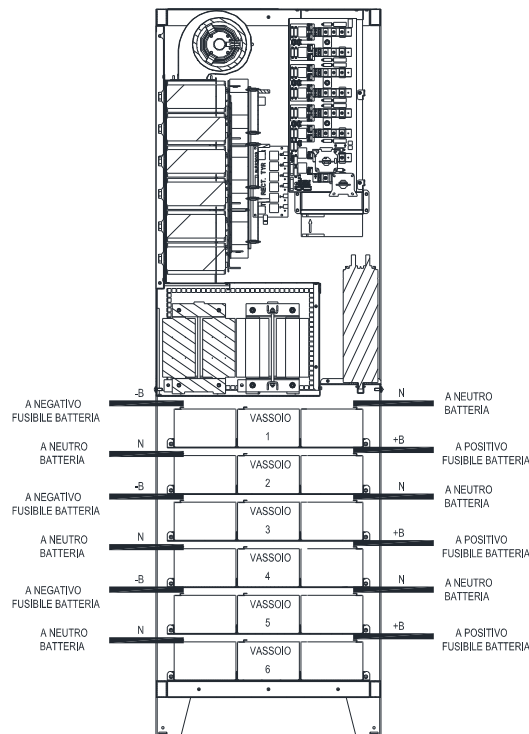 RECT. TYR
-B
A NEGATIVO
FUSIBILE BATTERIA
N
A NEUTRO
BATTERIA
VASSOIO
1
N
A NEUTRO
BATTERIA
+B
A POSITIVO
FUSIBILE BATTERIA
VASSOIO
2
-B
A NEGATIVO
FUSIBILE BATTERIA
N
A NEUTRO
BATTERIA
VASSOIO
3
N
A NEUTRO
BATTERIA
+B
A POSITIVO
FUSIBILE BATTERIA
VASSOIO
4
-B
A NEGATIVO
FUSIBILE BATTERIA
N
A NEUTRO
BATTERIA
VASSOIO
5
N
A NEUTRO
BATTERIA
+B
A POSITIVO
FUSIBILE BATTERIA
VASSOIO
6